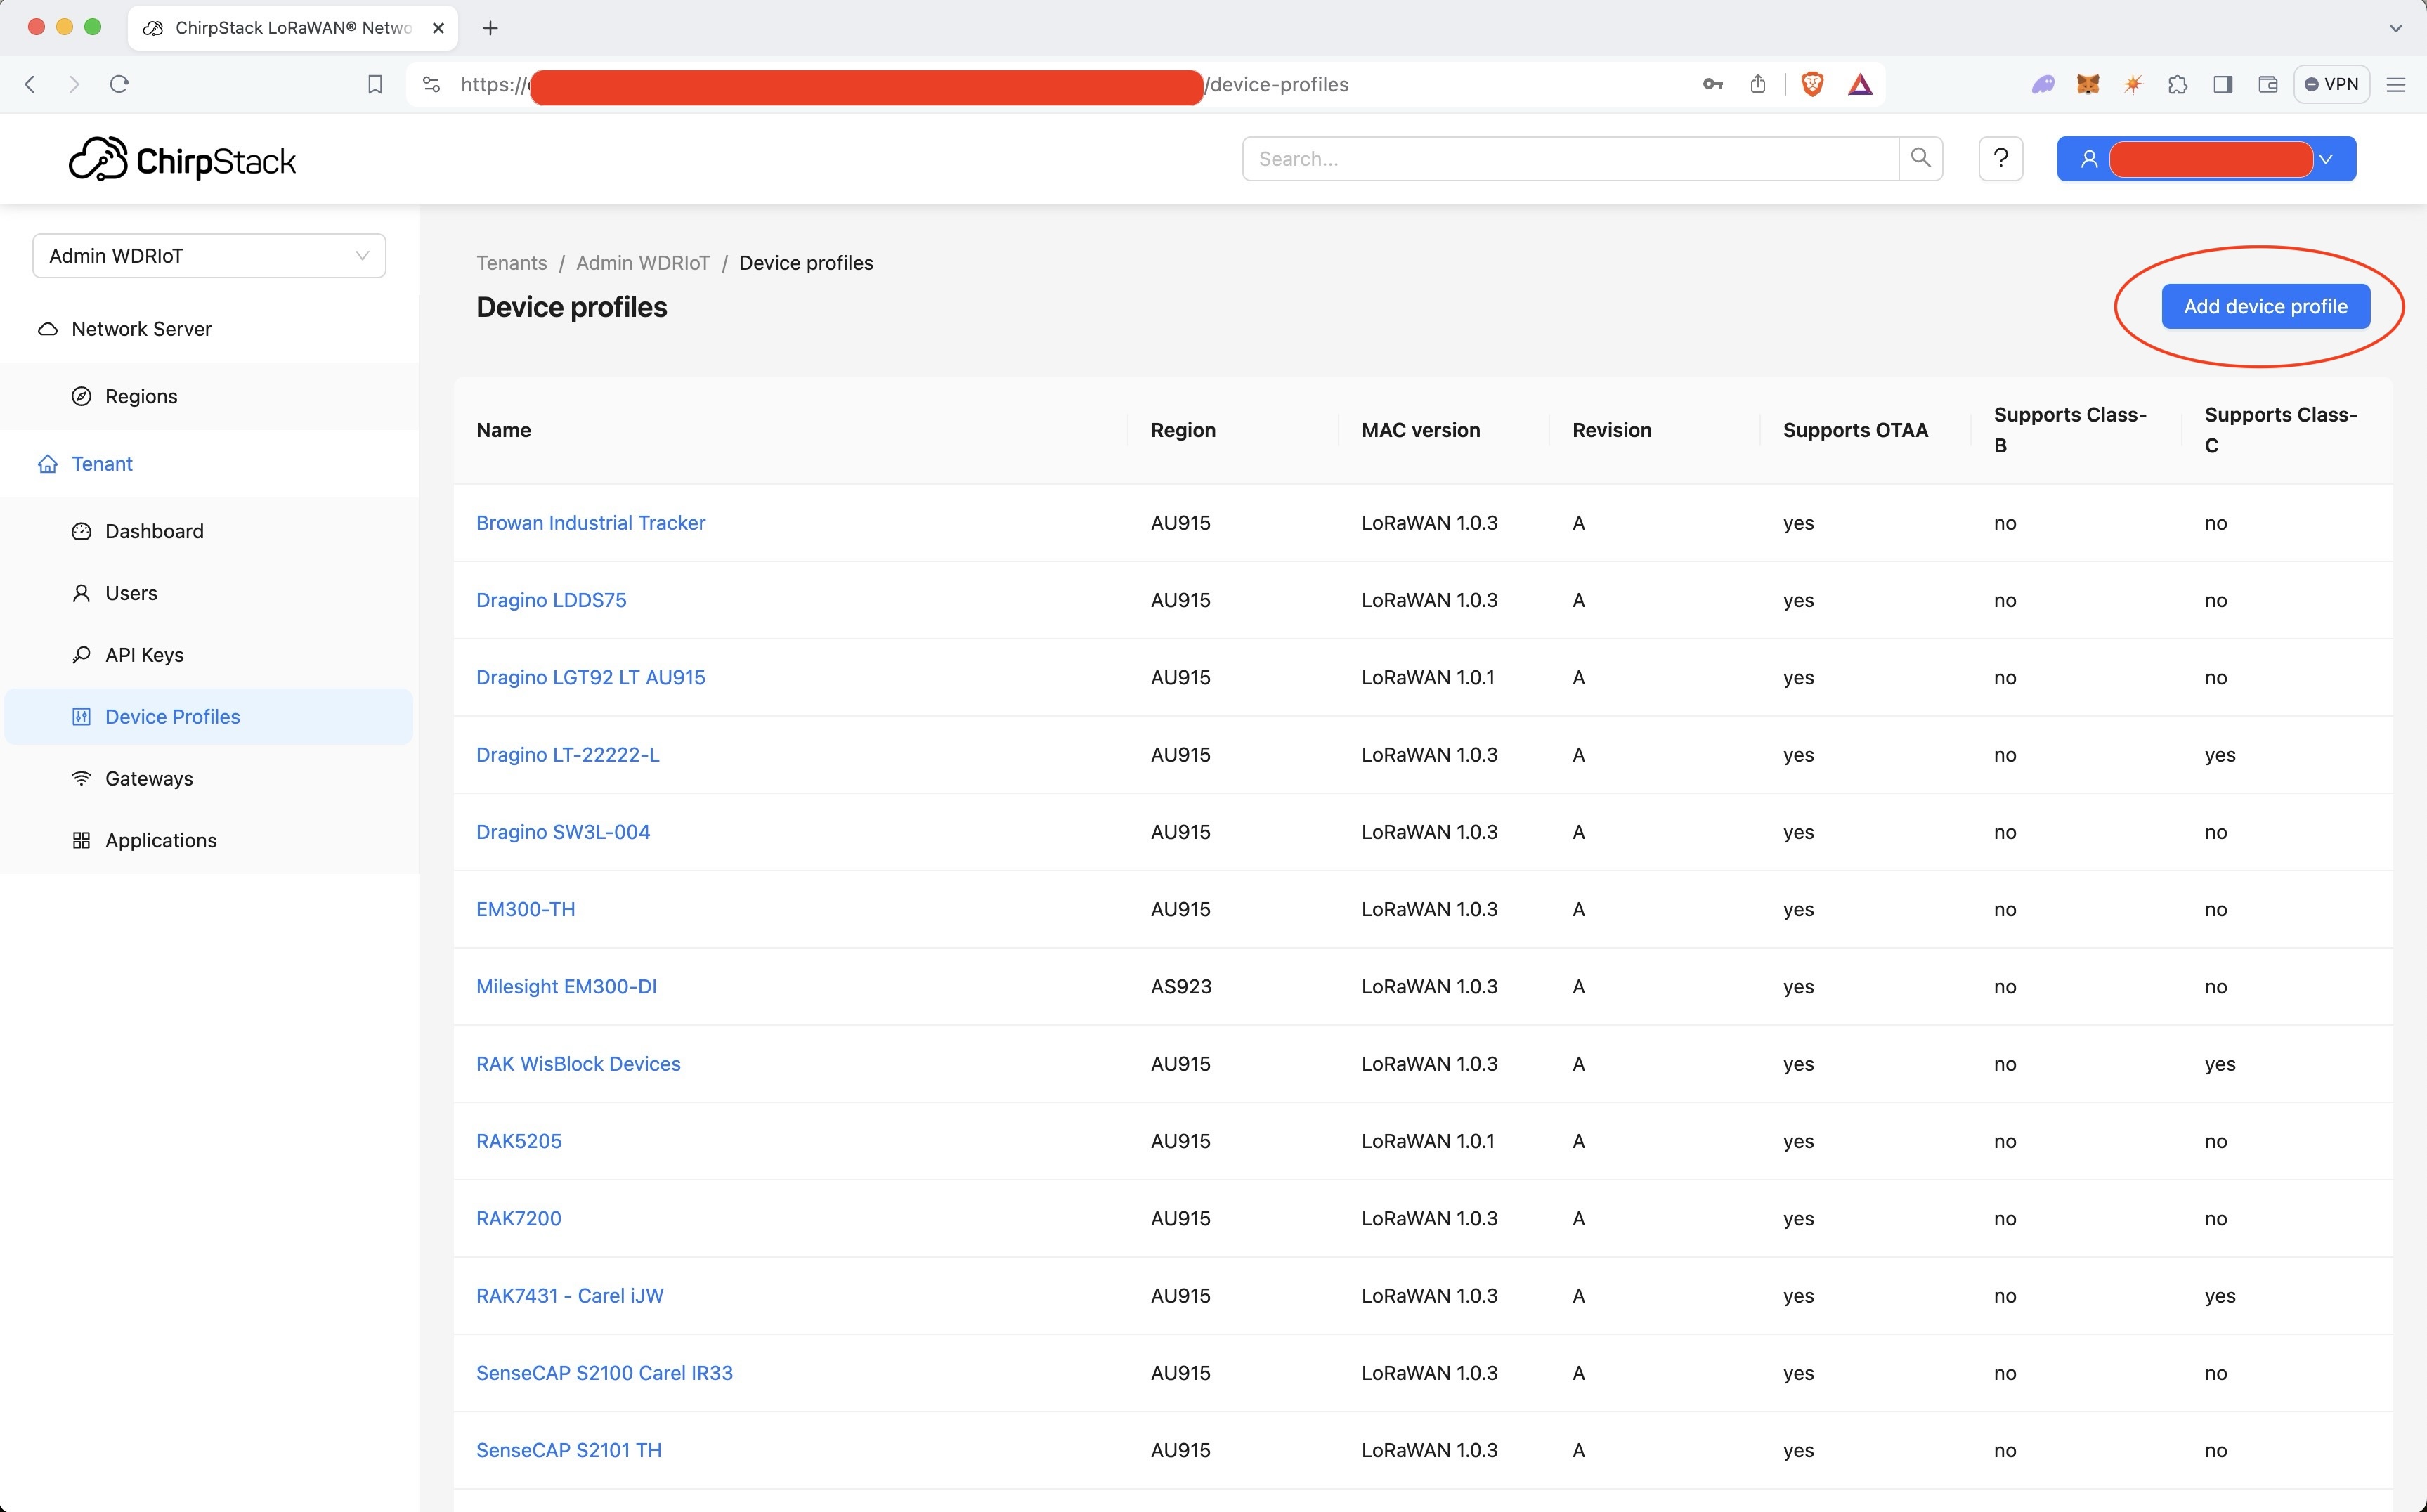 ChirpStack LoRaWAN® Netwo
https://
/device-profiles
VPN
ChirpStack
Search...
?
Admin WDRIoT
Network Server
Regions
Tenant
Dashboard
Users
API Keys
Device Profiles
Gateways
Applications
Tenants / Admin WDRIoT / Device profiles
Device profiles
Add device profile
Name Region MAC version Revision Supports OTAA Supports Class-B Supports Class-C
Browan Industrial Tracker AU915 LoRaWAN 1.0.3 A yes no no
Dragino LDDS75 AU915 LoRaWAN 1.0.3 A yes no no
Dragino LGT92 LT AU915 AU915 LoRaWAN 1.0.1 A yes no no
Dragino LT-22222-L AU915 LoRaWAN 1.0.3 A yes no yes
Dragino SW3L-004 AU915 LoRaWAN 1.0.3 A yes no no
EM300-TH AU915 LoRaWAN 1.0.3 A yes no no
Milesight EM300-DI AS923 LoRaWAN 1.0.3 A yes no no
RAK WisBlock Devices AU915 LoRaWAN 1.0.3 A yes no yes
RAK5205 AU915 LoRaWAN 1.0.1 A yes no no
RAK7200 AU915 LoRaWAN 1.0.3 A yes no no
RAK7431 - Carel iJW AU915 LoRaWAN 1.0.3 A yes no yes
SenseCAP S2100 Carel IR33 AU915 LoRaWAN 1.0.3 A yes no no
SenseCAP S2101 TH AU915 LoRaWAN 1.0.3 A yes no no